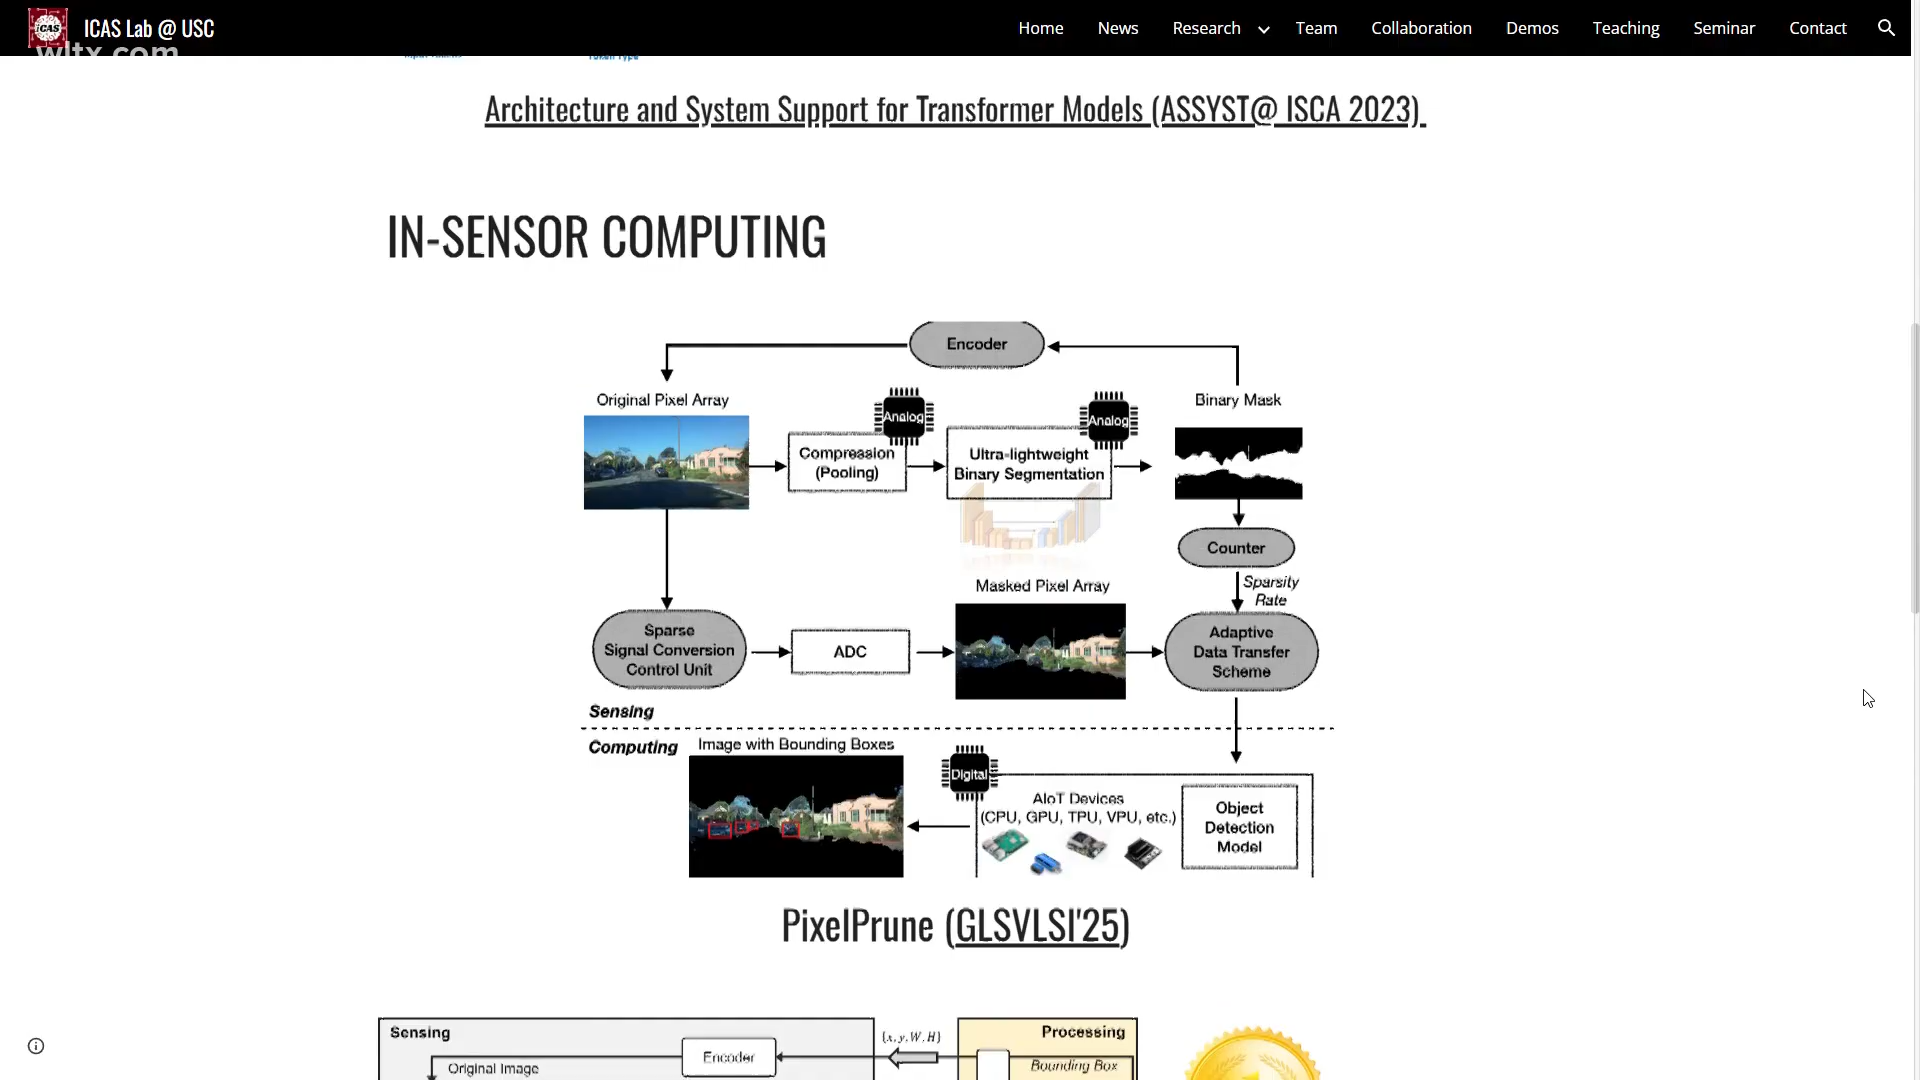 ICAS Lab @ USC
Home News Research Team Collaboration Demos Teaching Seminar Contact
wltx.com
Token Type
Architecture and System Support for Transformer Models (ASSYST@ ISCA 2023)
IN-SENSOR COMPUTING
Encoder
Original Pixel Array
Analog
Analog
Binary Mask
Compression
(Pooling)
Ultra-lightweight
Binary Segmentation
Counter
Sparsity
Rate
Masked Pixel Array
Sparse
Signal Conversion
Control Unit
ADC
Adaptive
Data Transfer
Scheme
Sensing
Computing
Image with Bounding Boxes
Digital
AIoT Devices
(CPU, GPU, TPU, VPU, etc.)
Object
Detection
Model
PixelPrune (GLSVLSI'25)
Sensing
{x, y, W, H}
Processing
Encoder
Original Image
Bounding Box